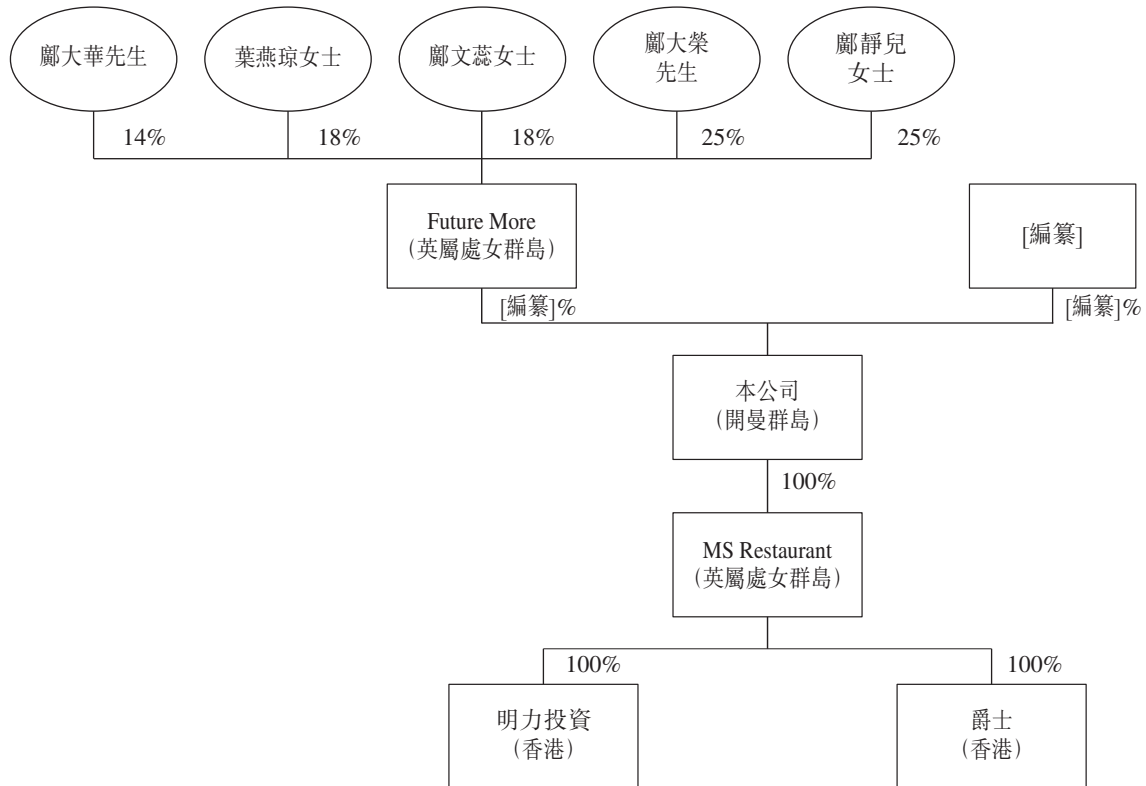 鄺大華先生
葉燕琼女士
鄺文蕊女士
鄺大榮
先生
鄺靜兒
女士
14%
18%
18%
25%
25%
Future More
（英屬處女群島）
[編纂]
[編纂]%
[編纂]%
本公司
（開曼群島）
100%
MS Restaurant
（英屬處女群島）
100%
100%
明力投資
（香港）
爵士
（香港）